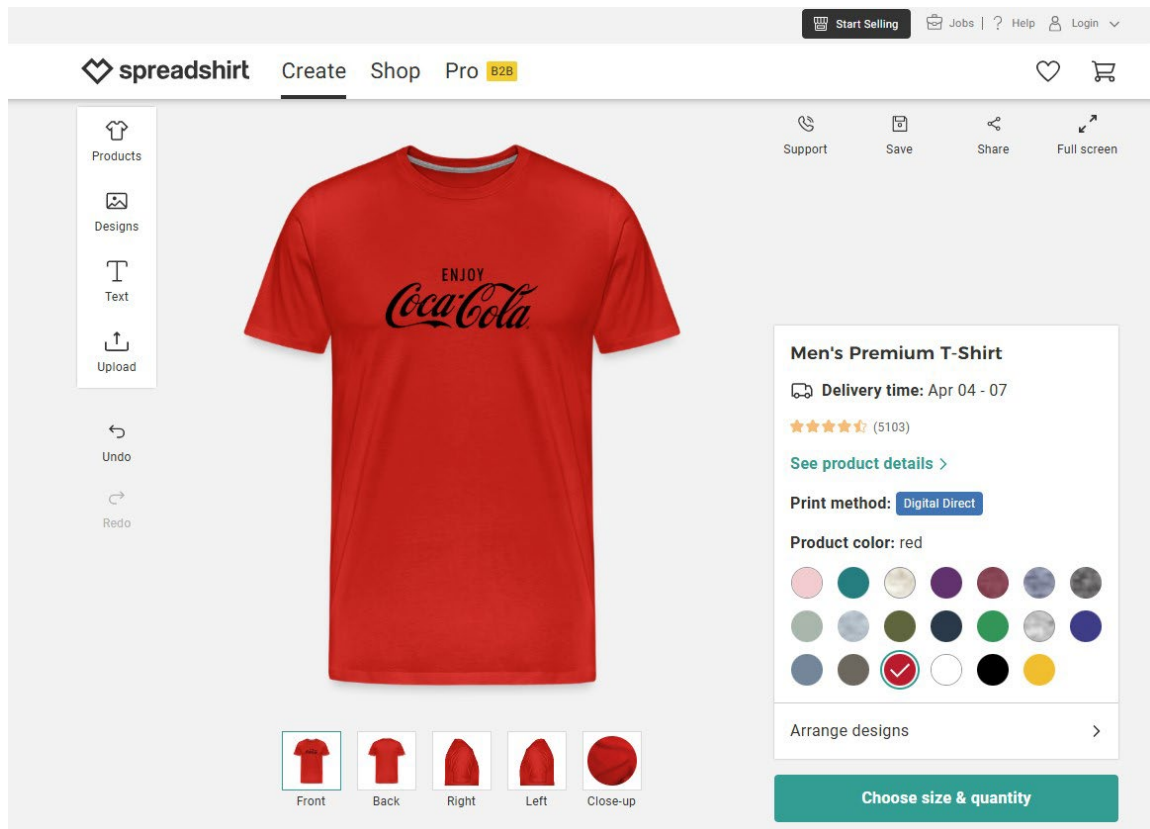 Start Selling
Jobs | ? Help
Login
spreadshirt
Create
Shop
Pro B2B
Products
Designs
Text
Upload
Undo
Redo
ENJOY
Coca-Cola
Front
Back
Right
Left
Close-up
Support
Save
Share
Full screen
Men's Premium T-Shirt
Delivery time: Apr 04 - 07
(5103)
See product details >
Print method: Digital Direct
Product color: red
Arrange designs
Choose size & quantity